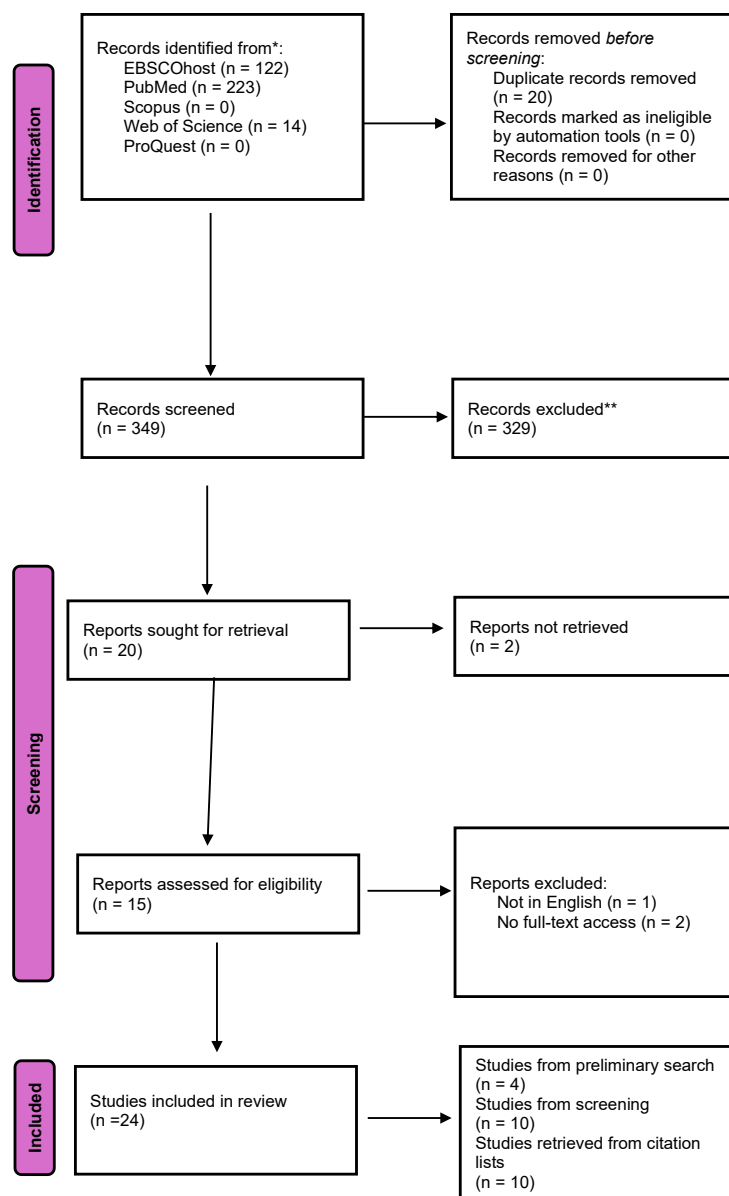 Identification
Records identified from*:
EBSCOhost (n = 122)
PubMed (n = 223)
Scopus (n = 0)
Web of Science (n = 14)
ProQuest (n = 0)
Records removed before
screening:
Duplicate records removed
(n = 20)
Records marked as ineligible
by automation tools (n = 0)
Records removed for other
reasons (n = 0)
Records screened
(n = 349)
Records excluded**
(n = 329)
Screening
Reports sought for retrieval
(n = 20)
Reports not retrieved
(n = 2)
Reports assessed for eligibility
(n = 15)
Reports excluded:
Not in English (n = 1)
No full-text access (n = 2)
Included
Studies included in review
(n =24)
Studies from preliminary search
(n = 4)
Studies from screening
(n = 10)
Studies retrieved from citation
lists
(n = 10)